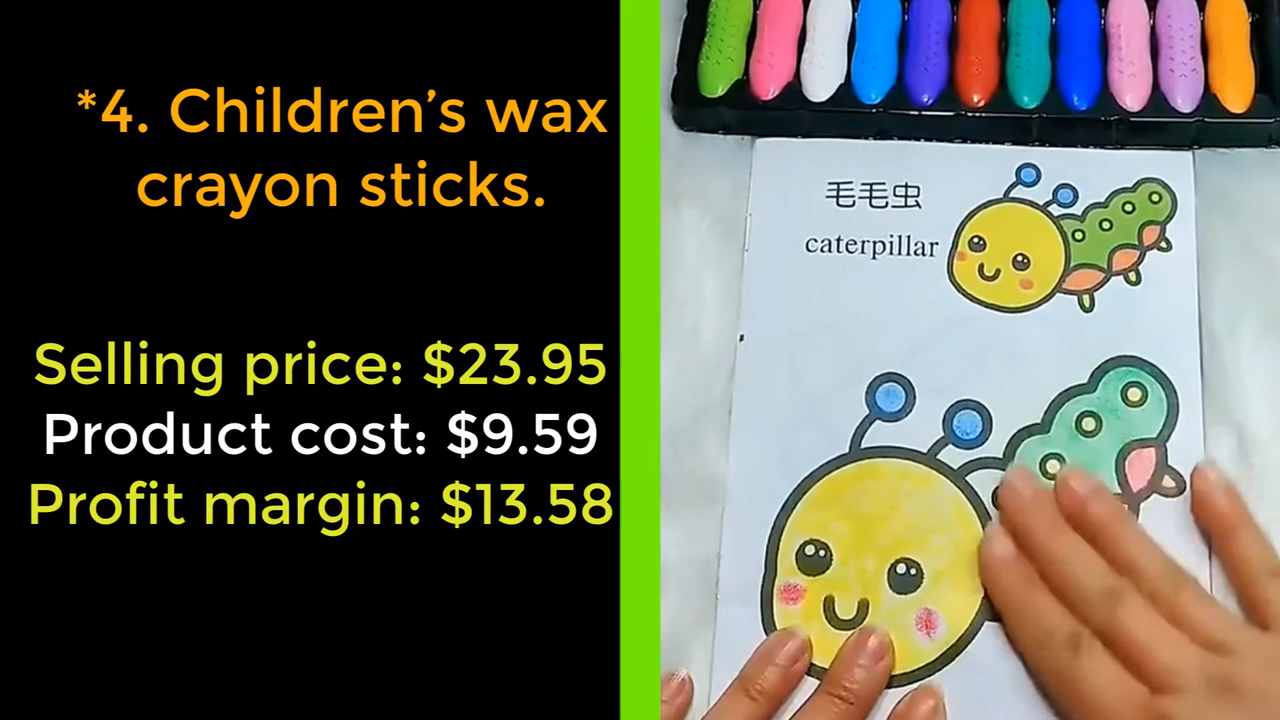 *4. Children’s wax
crayon sticks.
Selling price: $23.95
Product cost: $9.59
Profit margin: $13.58
毛毛虫
caterpillar